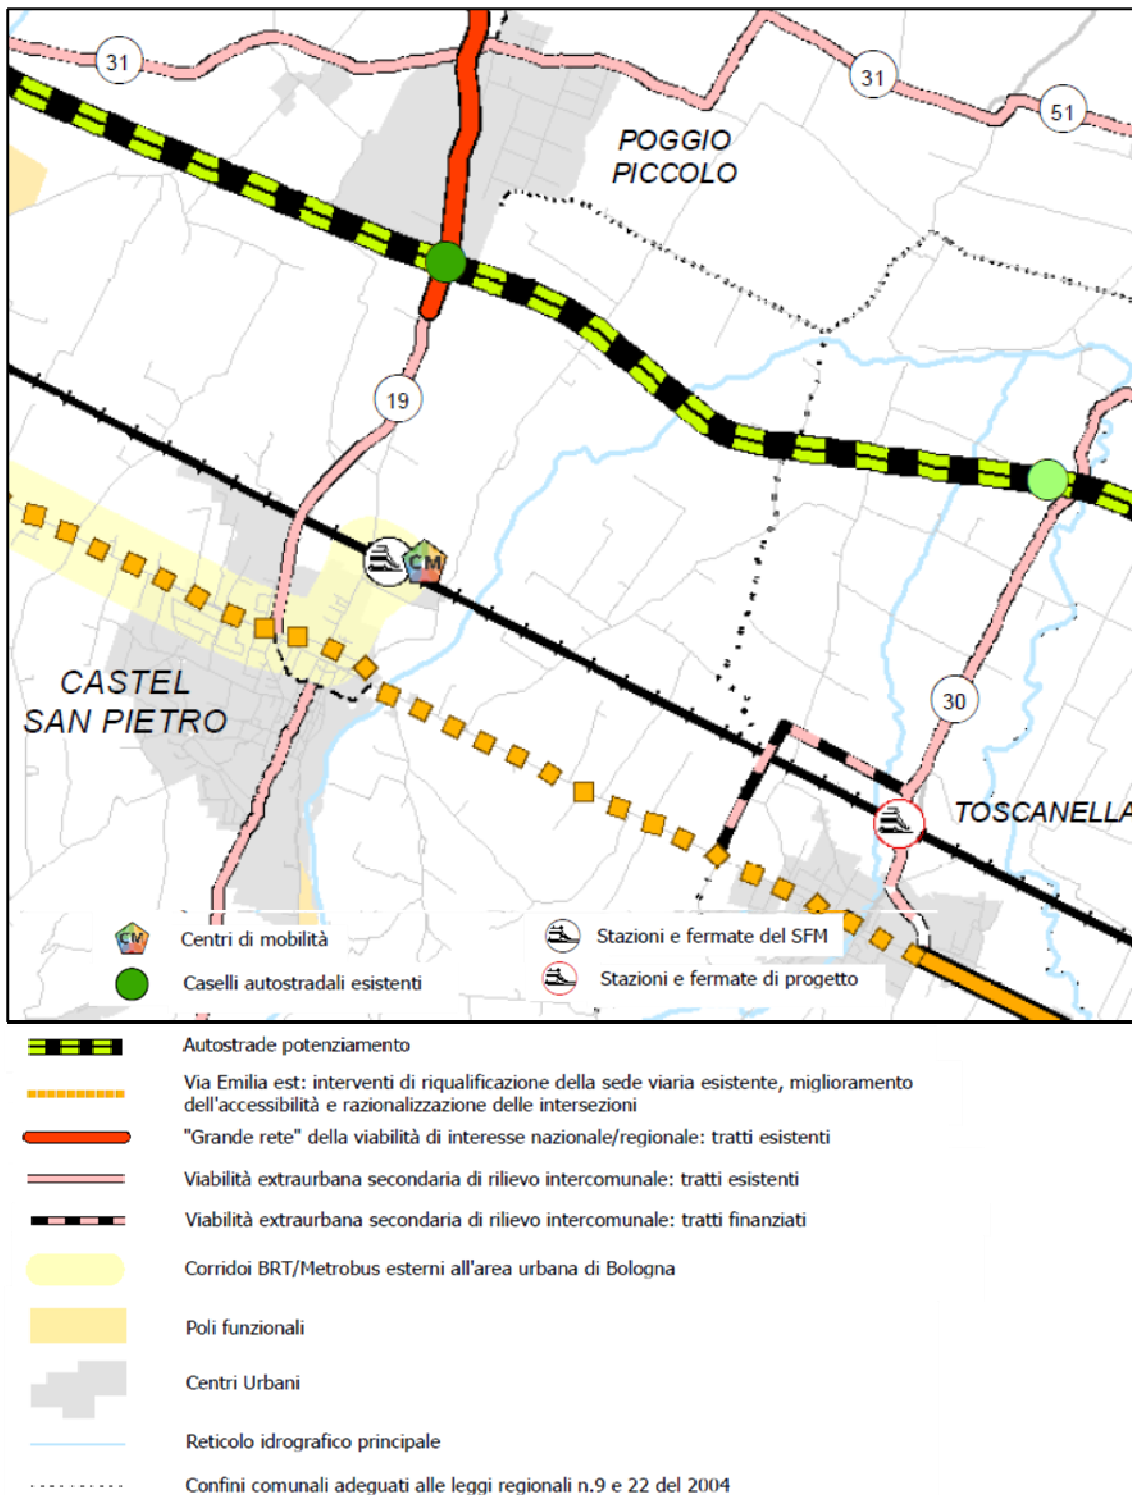 31
31
51
POGGIO
PICCOLO
19
CM
CASTEL
SAN PIETRO
30
TOSCANELLA
CM Centri di mobilità
Stazioni e fermate del SFM
Caselli autostradali esistenti
Stazioni e fermate di progetto
Autostrade potenziamento
Via Emilia est: interventi di riqualificazione della sede viaria esistente, miglioramento
dell'accessibilità e razionalizzazione delle intersezioni
"Grande rete" della viabilità di interesse nazionale/regionale: tratti esistenti
Viabilità extraurbana secondaria di rilievo intercomunale: tratti esistenti
Viabilità extraurbana secondaria di rilievo intercomunale: tratti finanziati
Corridoi BRT/Metrobus esterni all'area urbana di Bologna
Poli funzionali
Centri Urbani
Reticolo idrografico principale
Confini comunali adeguati alle leggi regionali n.9 e 22 del 2004